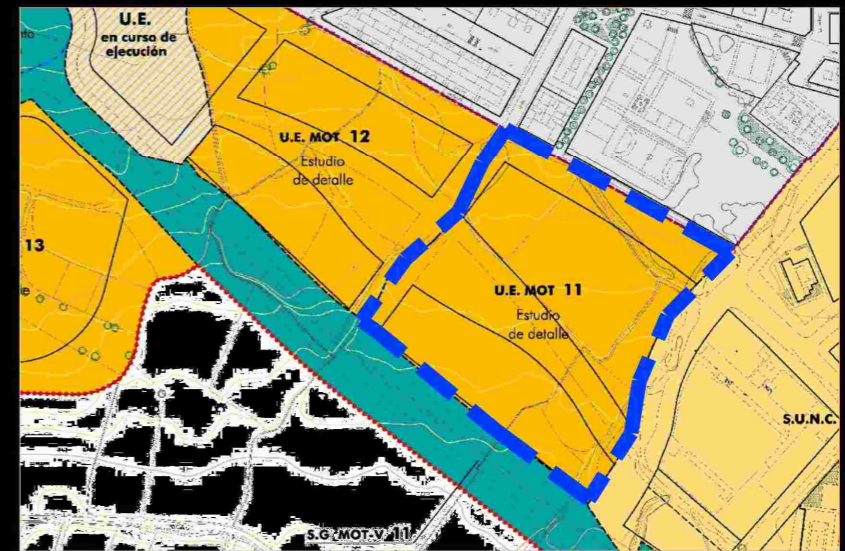 U.E.
en curso de
ejecución
U.E. MOT 12
Estudio
de detalle
13
U.E. MOT 11
Estudio
de detalle
S.U.N.C.
S.G-MOT-V-11